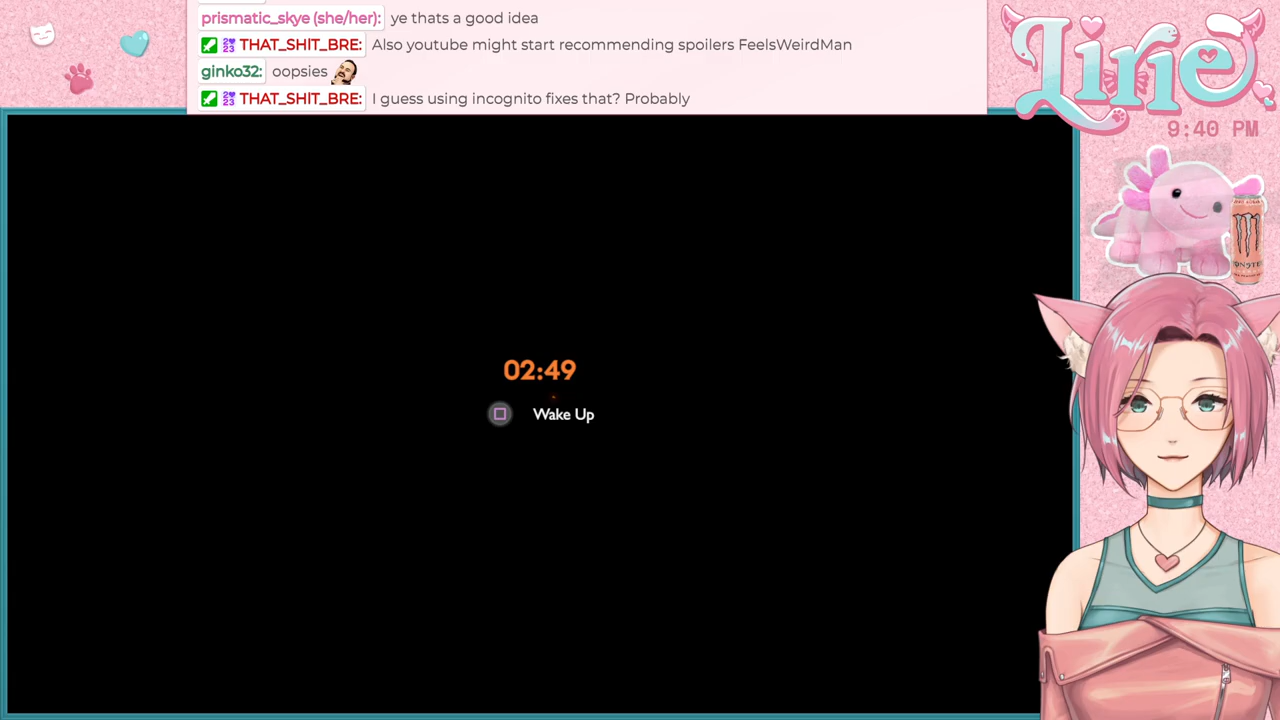 prismatic_skye (she/her): ye thats a good idea
THAT_SHIT_BRE: Also youtube might start recommending spoilers FeelsWeirdMan
ginko32: oopsies
THAT_SHIT_BRE: I guess using incognito fixes that? Probably
Lirie
9:40 PM
MONSTER
02:49
Wake Up